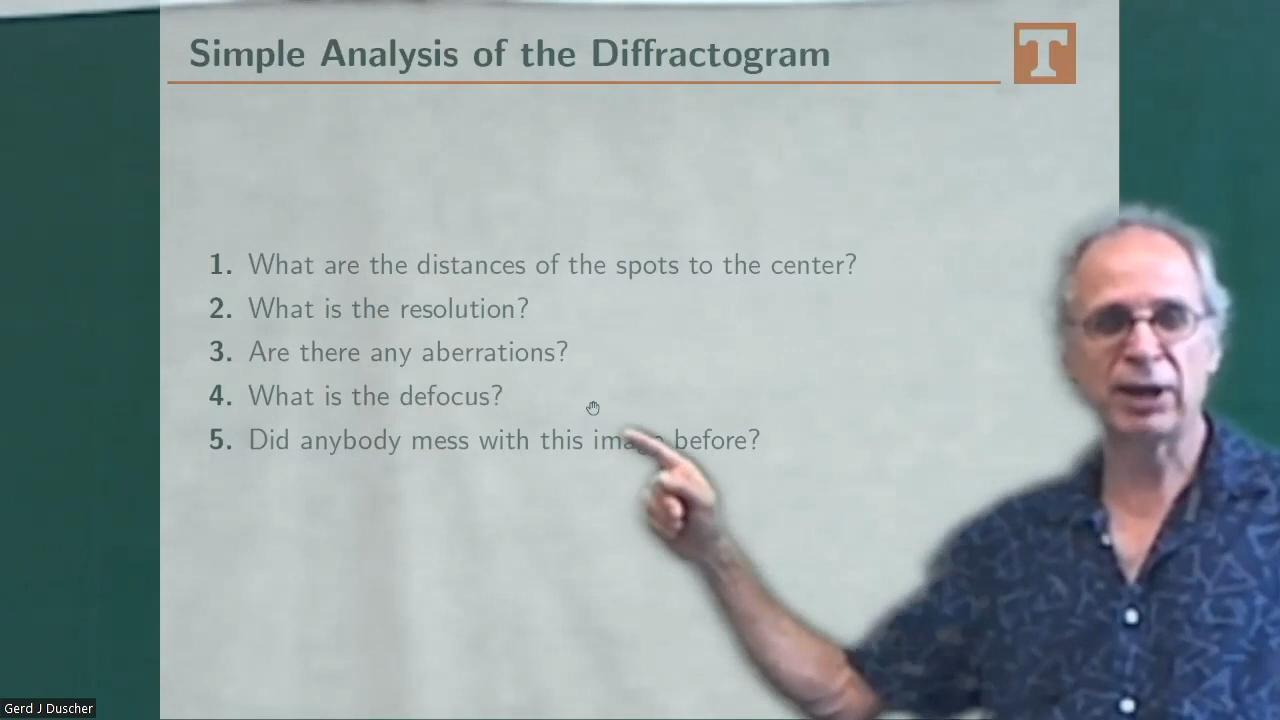 Simple Analysis of the Diffractogram
T
1. What are the distances of the spots to the center?
2. What is the resolution?
3. Are there any aberrations?
4. What is the defocus?
5. Did anybody mess with this image before?
Gerd J Duscher